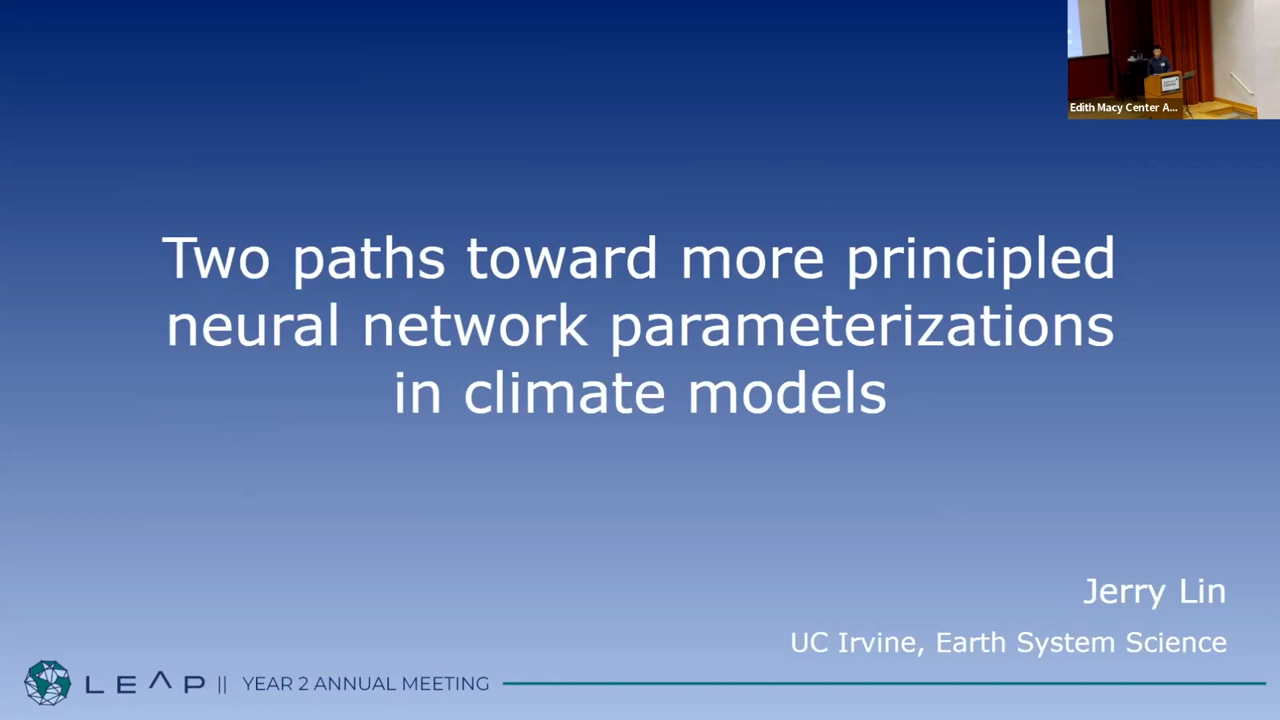 Edith Macy Center A...
Two paths toward more principled
neural network parameterizations
in climate models
Jerry Lin
UC Irvine, Earth System Science
LEAP || YEAR 2 ANNUAL MEETING